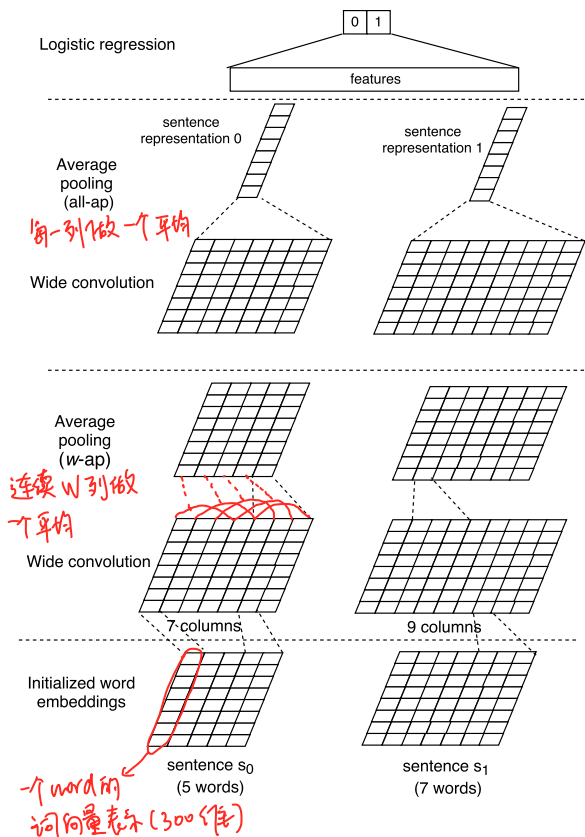 0 1
Logistic regression
features
sentence
representation 0
sentence
representation 1
Average
pooling
(all-ap)
每一列做一个平均
Wide convolution
Average
pooling
(w-ap)
连续W列做
一个平均
Wide convolution
7 columns
9 columns
Initialized word
embeddings
sentence s0
(5 words)
sentence s1
(7 words)
一个word的
词向量表示(300维)